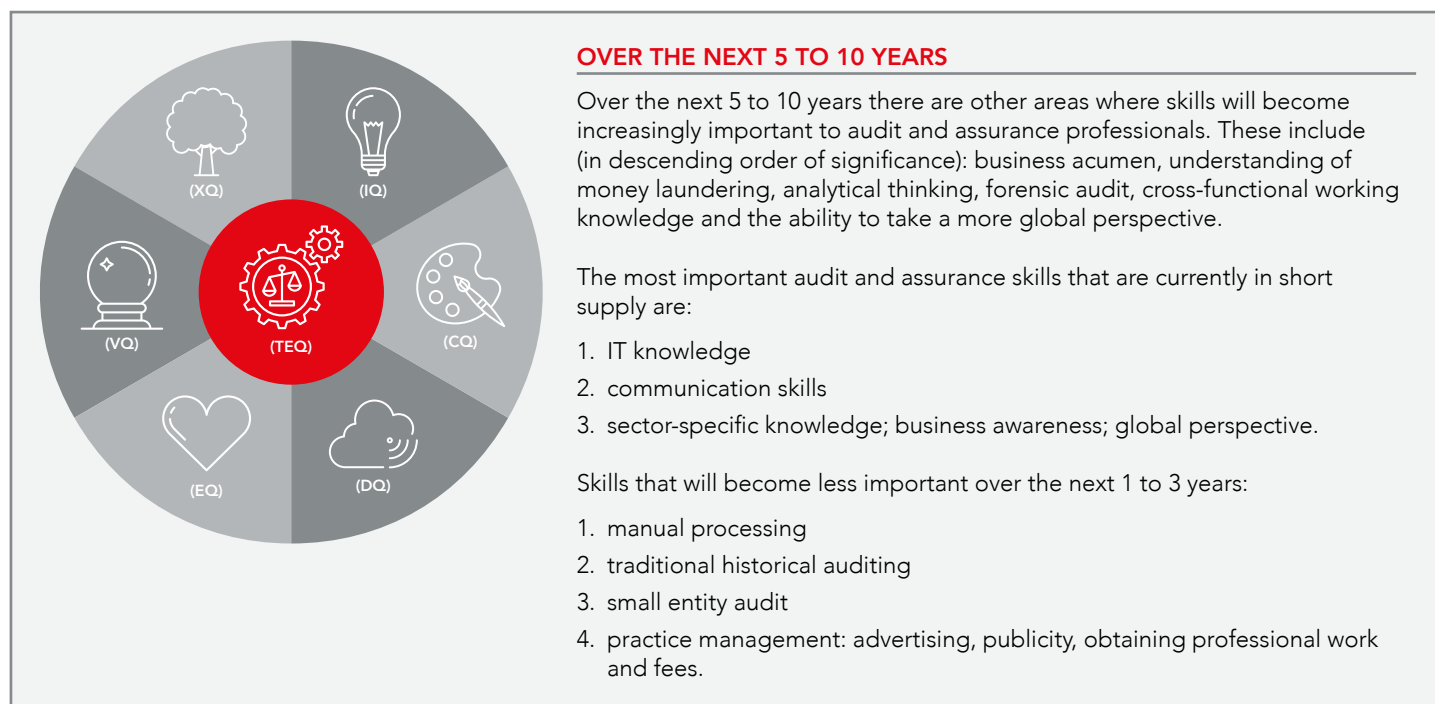 (XQ)
(IQ)
(VQ)
(TEQ)
(CQ)
(EQ)
(DQ)
OVER THE NEXT 5 TO 10 YEARS
Over the next 5 to 10 years there are other areas where skills will become
increasingly important to audit and assurance professionals. These include
(in descending order of significance): business acumen, understanding of
money laundering, analytical thinking, forensic audit, cross-functional working
knowledge and the ability to take a more global perspective.
The most important audit and assurance skills that are currently in short
supply are:
1. IT knowledge
2. communication skills
3. sector-specific knowledge; business awareness; global perspective.
Skills that will become less important over the next 1 to 3 years:
1. manual processing
2. traditional historical auditing
3. small entity audit
4. practice management: advertising, publicity, obtaining professional work
and fees.